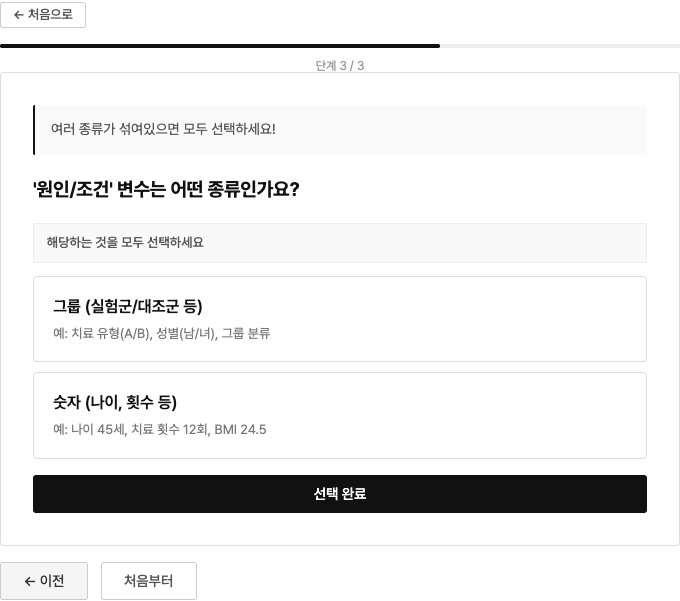 ← 처음으로
단계 3 / 3
여러 종류가 섞여있으면 모두 선택하세요!
'원인/조건' 변수는 어떤 종류인가요?
해당하는 것을 모두 선택하세요
그룹 (실험군/대조군 등)
예: 치료 유형(A/B), 성별(남/녀), 그룹 분류
숫자 (나이, 횟수 등)
예: 나이 45세, 치료 횟수 12회, BMI 24.5
선택 완료
← 이전
처음부터